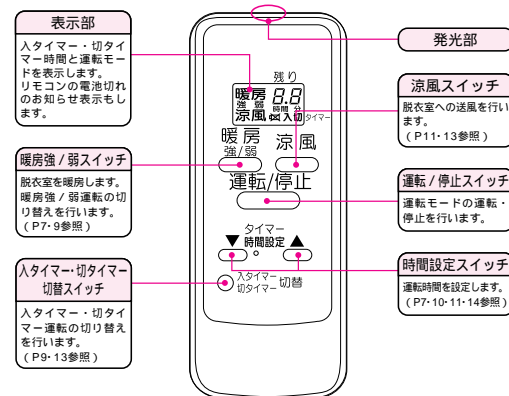 表示部
入タイマー・切タイ
マー時間と運転モー
ドを表示します。
リモコンの電池切れ
のお知らせ表示もし
ます。
暖房強/弱スイッチ
脱衣室を暖房します。
暖房強/弱運転の切
り替えを行います。
(P7・9参照)
入タイマー・切タイマー
切替スイッチ
入タイマー・切タイ
マー運転の切り替え
を行います。
(P9・13参照)
残り
暖房 8.8
強 弱 時間 分
涼風 入切タイマー
暖房 涼風
強/弱
運転/停止
タイマー
▼時間設定▲
入タイマー
切タイマー 切替
発光部
涼風スイッチ
脱衣室への送風を行い
ます。
(P11・13参照)
運転/停止スイッチ
運転モードの運転・
停止を行います。
時間設定スイッチ
運転時間を設定します。
(P7・10・11・14参照)